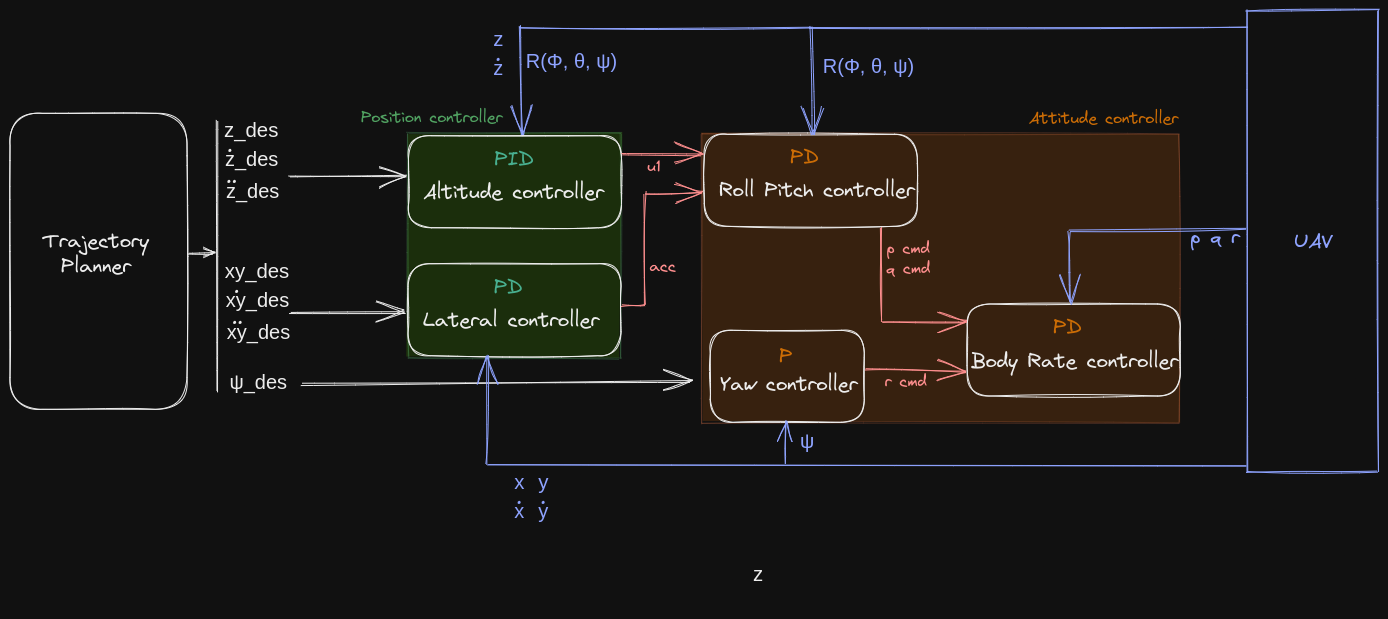 z
ż
R(Φ, θ, ψ)
R(Φ, θ, ψ)
Position controller
Attitude controller
z_des
ż_des
z̈_des
PID
Altitude controller
u1
PD
Roll Pitch controller
Trajectory
Planner
xy_des
ẋy_des
ẍy_des
ψ_des
PD
Lateral controller
acc
p cmd
q cmd
p q r
UAV
P
Yaw controller
r cmd
PD
Body Rate controller
ψ
x y
ẋ ẏ
z